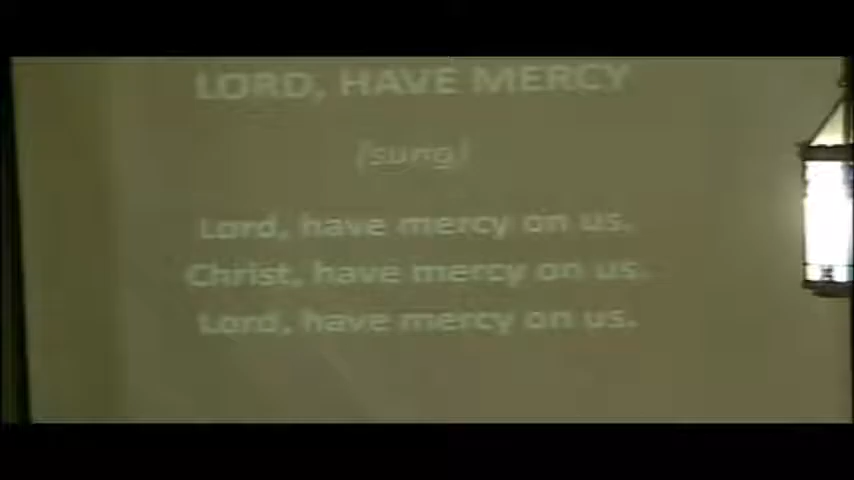 LORD, HAVE MERCY
(sung)
Lord, have mercy on us.
Christ, have mercy on us.
Lord, have mercy on us.